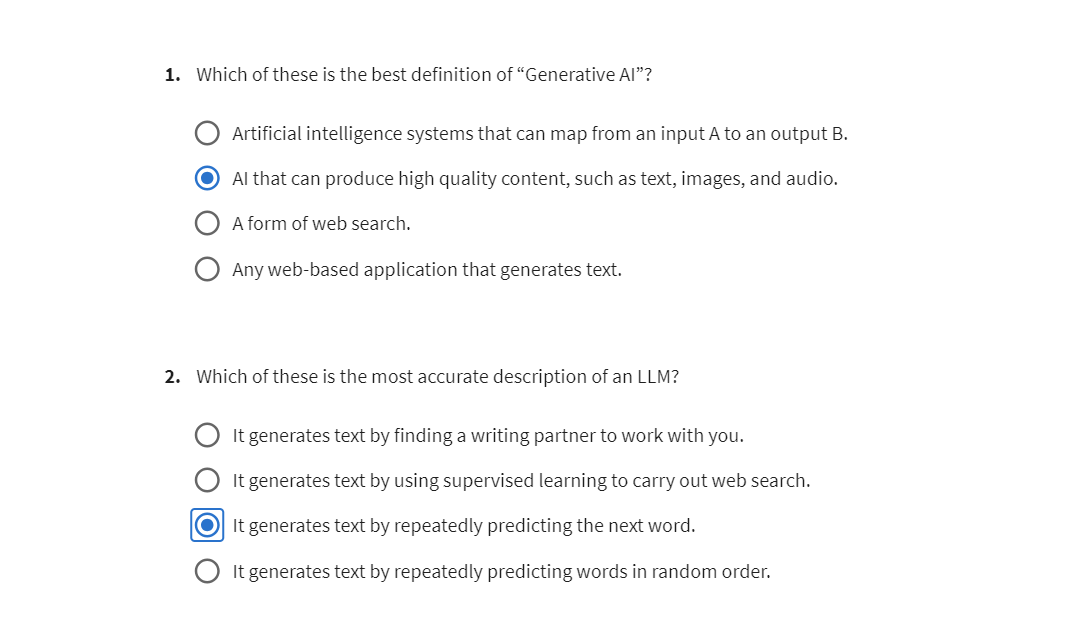 1. Which of these is the best definition of “Generative AI”?
Artificial intelligence systems that can map from an input A to an output B.
AI that can produce high quality content, such as text, images, and audio.
A form of web search.
Any web-based application that generates text.
2. Which of these is the most accurate description of an LLM?
It generates text by finding a writing partner to work with you.
It generates text by using supervised learning to carry out web search.
It generates text by repeatedly predicting the next word.
It generates text by repeatedly predicting words in random order.